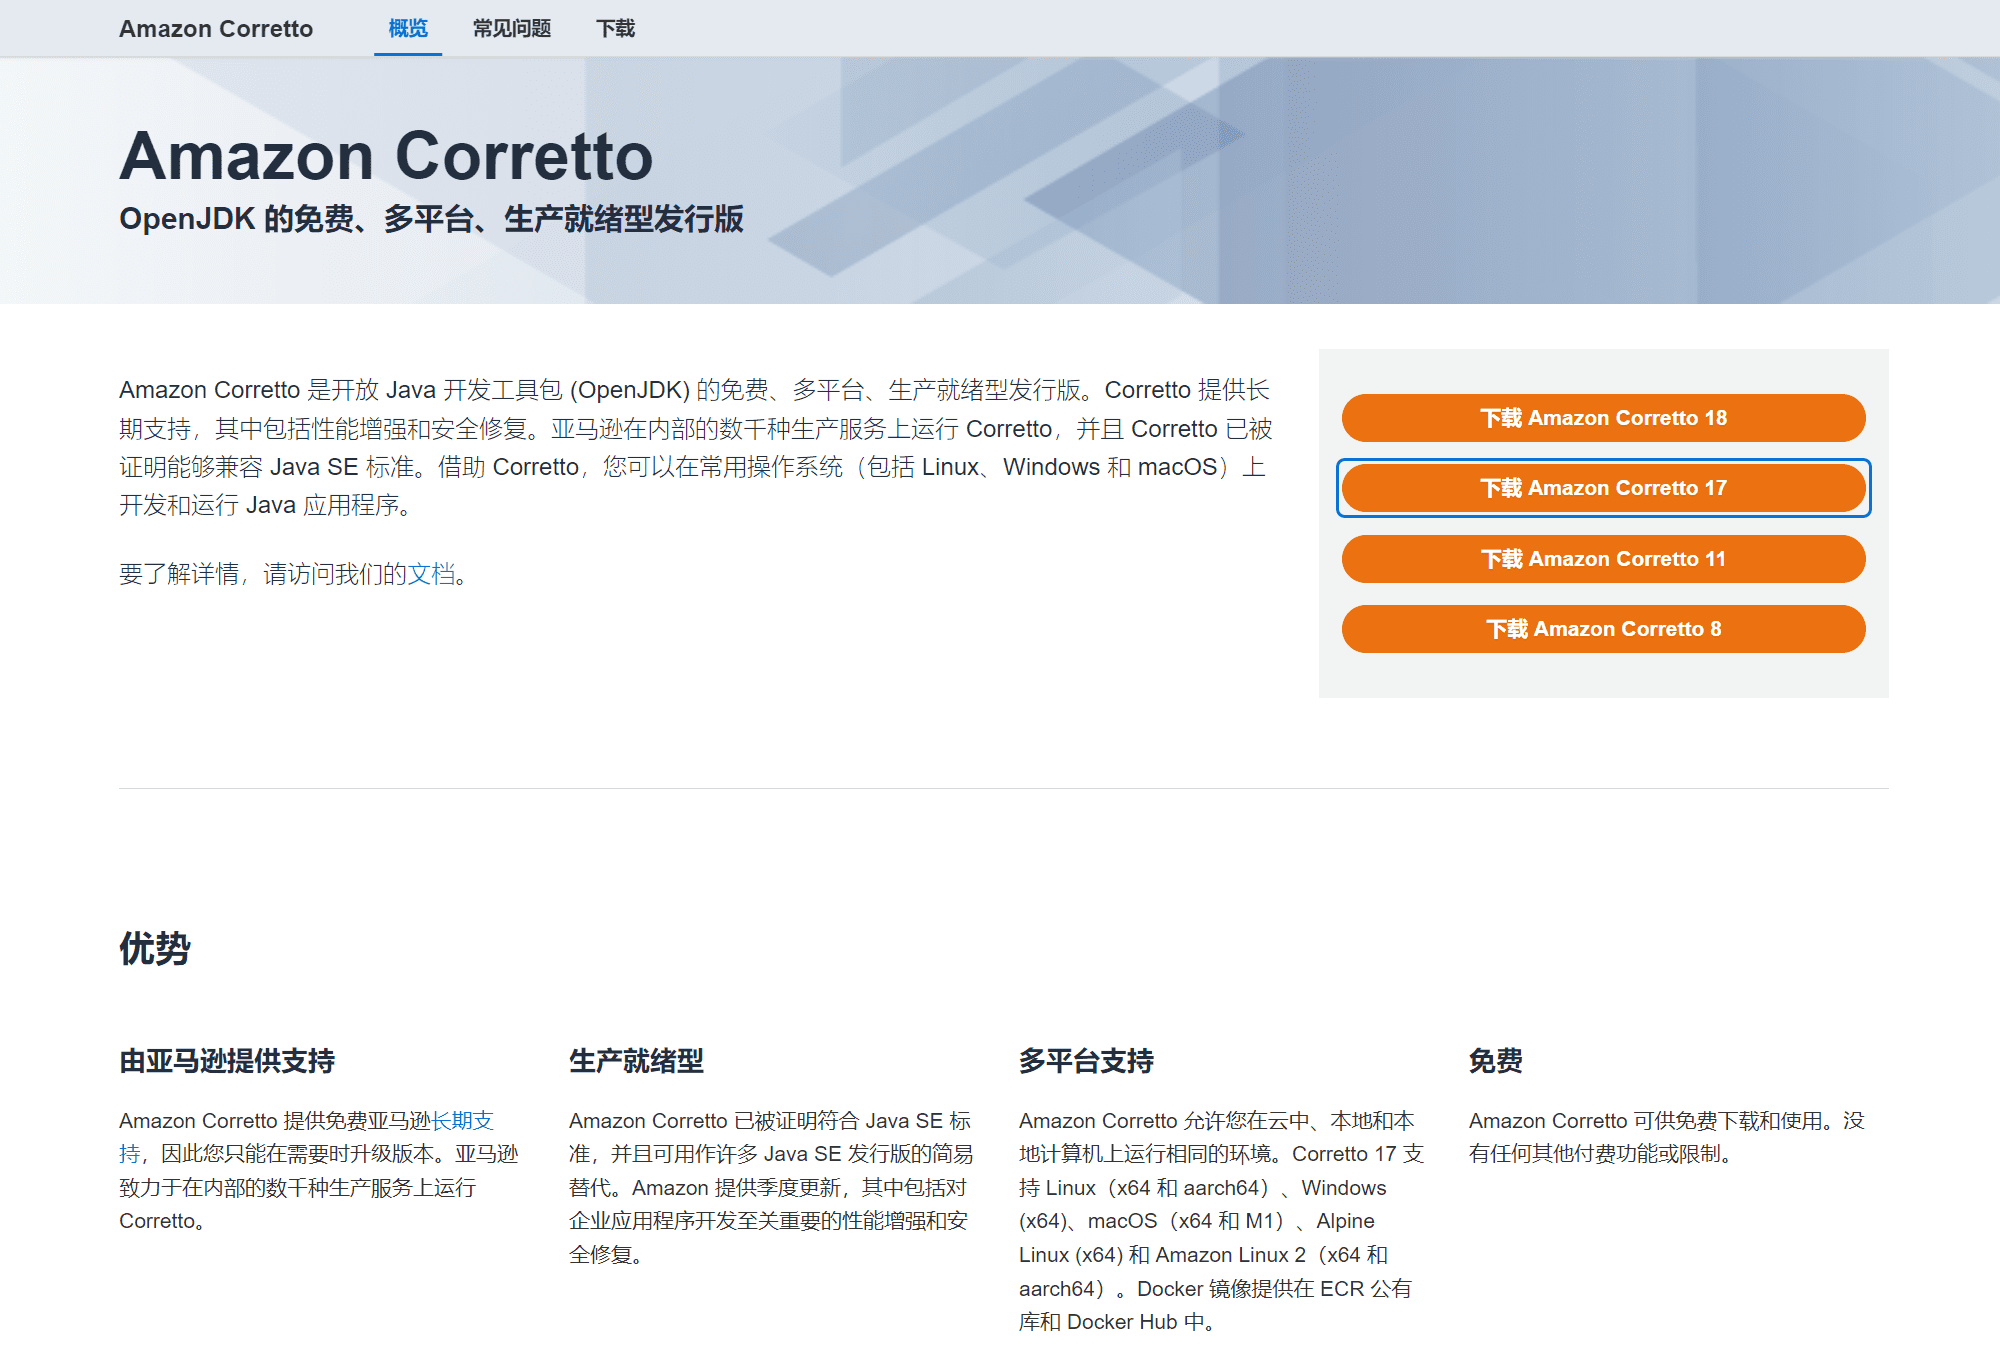 Amazon Corretto
概览
常见问题
下载
Amazon Corretto
OpenJDK 的免费、多平台、生产就绪型发行版
Amazon Corretto 是开放 Java 开发工具包 (OpenJDK) 的免费、多平台、生产就绪型发行版。Corretto 提供长
期支持，其中包括性能增强和安全修复。亚马逊在内部的数千种生产服务上运行 Corretto，并且 Corretto 已被
证明能够兼容 Java SE 标准。借助 Corretto，您可以在常用操作系统（包括 Linux、Windows 和 macOS）上
开发和运行 Java 应用程序。
要了解详情，请访问我们的文档。
下载 Amazon Corretto 18
下载 Amazon Corretto 17
下载 Amazon Corretto 11
下载 Amazon Corretto 8
优势
由亚马逊提供支持
Amazon Corretto 提供免费亚马逊长期支
持，因此您只能在需要时升级版本。亚马逊
致力于在内部的数千种生产服务上运行
Corretto。
生产就绪型
Amazon Corretto 已被证明符合 Java SE 标
准，并且可用作许多 Java SE 发行版的简易
替代。Amazon 提供季度更新，其中包括对
企业应用程序开发至关重要的性能增强和安
全修复。
多平台支持
Amazon Corretto 允许您在云中、本地和本
地计算机上运行相同的环境。Corretto 17 支
持 Linux（x64 和 aarch64）、Windows
(x64)、macOS（x64 和 M1）、Alpine
Linux (x64) 和 Amazon Linux 2（x64 和
aarch64）。Docker 镜像提供在 ECR 公有
库和 Docker Hub 中。
免费
Amazon Corretto 可供免费下载和使用。没
有任何其他付费功能或限制。